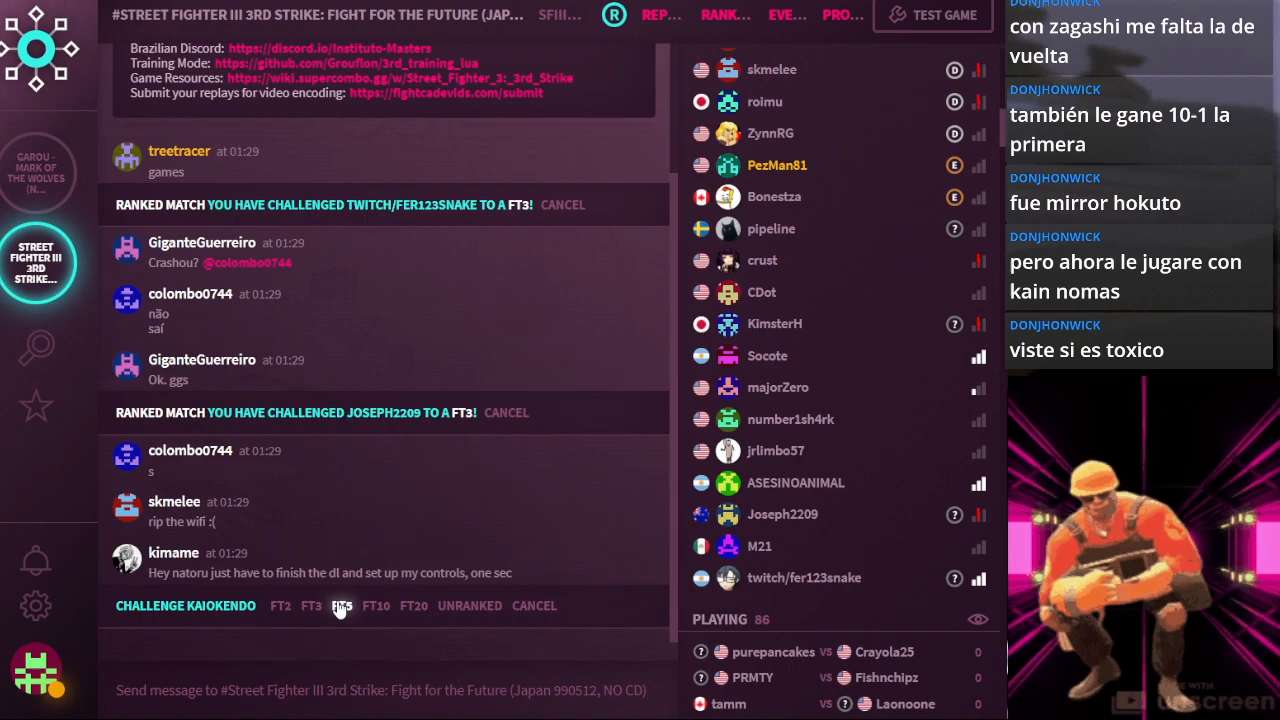 #STREET FIGHTER III 3RD STRIKE: FIGHT FOR THE FUTURE (JAP...
SFIII...
R
REP...
RANK...
EVE...
PRO...
TEST GAME
Brazilian Discord: https://discord.io/Instituto-Masters
Training Mode: https://github.com/Grouflon/3rd_training_lua
Game Resources: https://wiki.supercombo.gg/w/Street_Fighter_3:_3rd_Strike
Submit your replays for video encoding: https://fightcadevids.com/submit
GAROU -
MARK OF
THE WOLVES
(N...
STREET
FIGHTER III
3RD
STRIKE...
treetracer at 01:29
games
RANKED MATCH YOU HAVE CHALLENGED TWITCH/FER123SNAKE TO A FT3! CANCEL
GiganteGuerreiro at 01:29
Crashou? @colombo0744
colombo0744 at 01:29
não
saí
GiganteGuerreiro at 01:29
Ok. ggs
RANKED MATCH YOU HAVE CHALLENGED JOSEPH2209 TO A FT3! CANCEL
colombo0744 at 01:29
s
skmelee at 01:29
rip the wifi :(
kimame at 01:29
Hey natoru just have to finish the dl and set up my controls, one sec
CHALLENGE KAIOKENDO FT2 FT3 FT10 FT20 UNRANKED CANCEL
Send message to #Street Fighter III 3rd Strike: Fight for the Future (Japan 990512, NO CD)
skmelee D
roimu D
ZynnRG D
PezMan81 E
Bonestza E
pipeline ?
crust
CDot
KimsterH ?
Socote
majorZero
number1sh4rk
jrlimbo57
ASESINOANIMAL
Joseph2209 ?
M21
twitch/fer123snake ?
PLAYING 86
? purepancakes VS Crayola25 0
? PRMTY VS Fishnchipz 0
tamm VS ? Laonoone 0
con zagashi me falta la de
vuelta
DONJHONWICK
también le gane 10-1 la
primera
DONJHONWICK
fue mirror hokuto
DONJHONWICK
pero ahora le jugare con
kain nomas
DONJHONWICK
viste si es toxico
MADE WITH